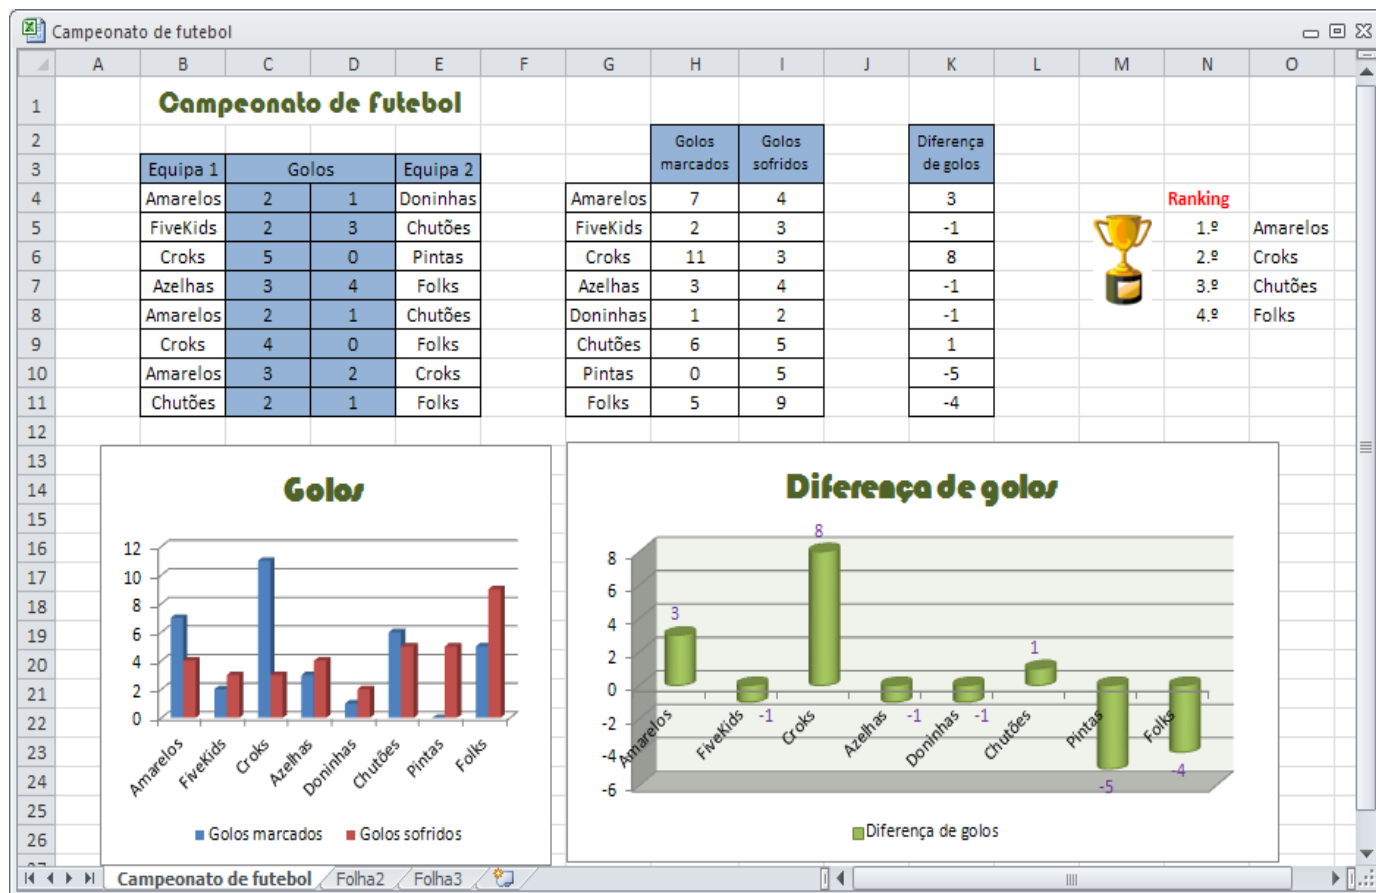 Campeonato de futebol
A B C D E F G H I J K L M N O
1 Campeonato de Futebol
2 Golos marcados Golos sofridos Diferença de golos
3 Equipa 1 Golos Equipa 2
4 Amarelos 2 1 Doninhas Amarelos 7 4 3 Ranking
5 FiveKids 2 3 Chutões FiveKids 2 3 -1 1.º Amarelos
6 Croks 5 0 Pintas Croks 11 3 8 2.º Croks
7 Azelhas 3 4 Folks Azelhas 3 4 -1 3.º Chutões
8 Amarelos 2 1 Chutões Doninhas 1 2 -1 4.º Folks
9 Croks 4 0 Folks Chutões 6 5 1
10 Amarelos 3 2 Croks Pintas 0 5 -5
11 Chutões 2 1 Folks Folks 5 9 -4
12
13
14
15
16
17
18
19
20
21
22
23
24
25
26
Golos
12
10
8
6
4
2
0
Amarelos FiveKids Croks Azelhas Doninhas Chutões Pintas Folks
Golos marcados Golos sofridos
Diferença de golos
8
6
4
2
0
-2
-4
-6
3 -1 8 -1 -1 1 -5 -4
Amarelos FiveKids Croks Azelhas Doninhas Chutões Pintas Folks
Diferença de golos
Campeonato de futebol Folha2 Folha3